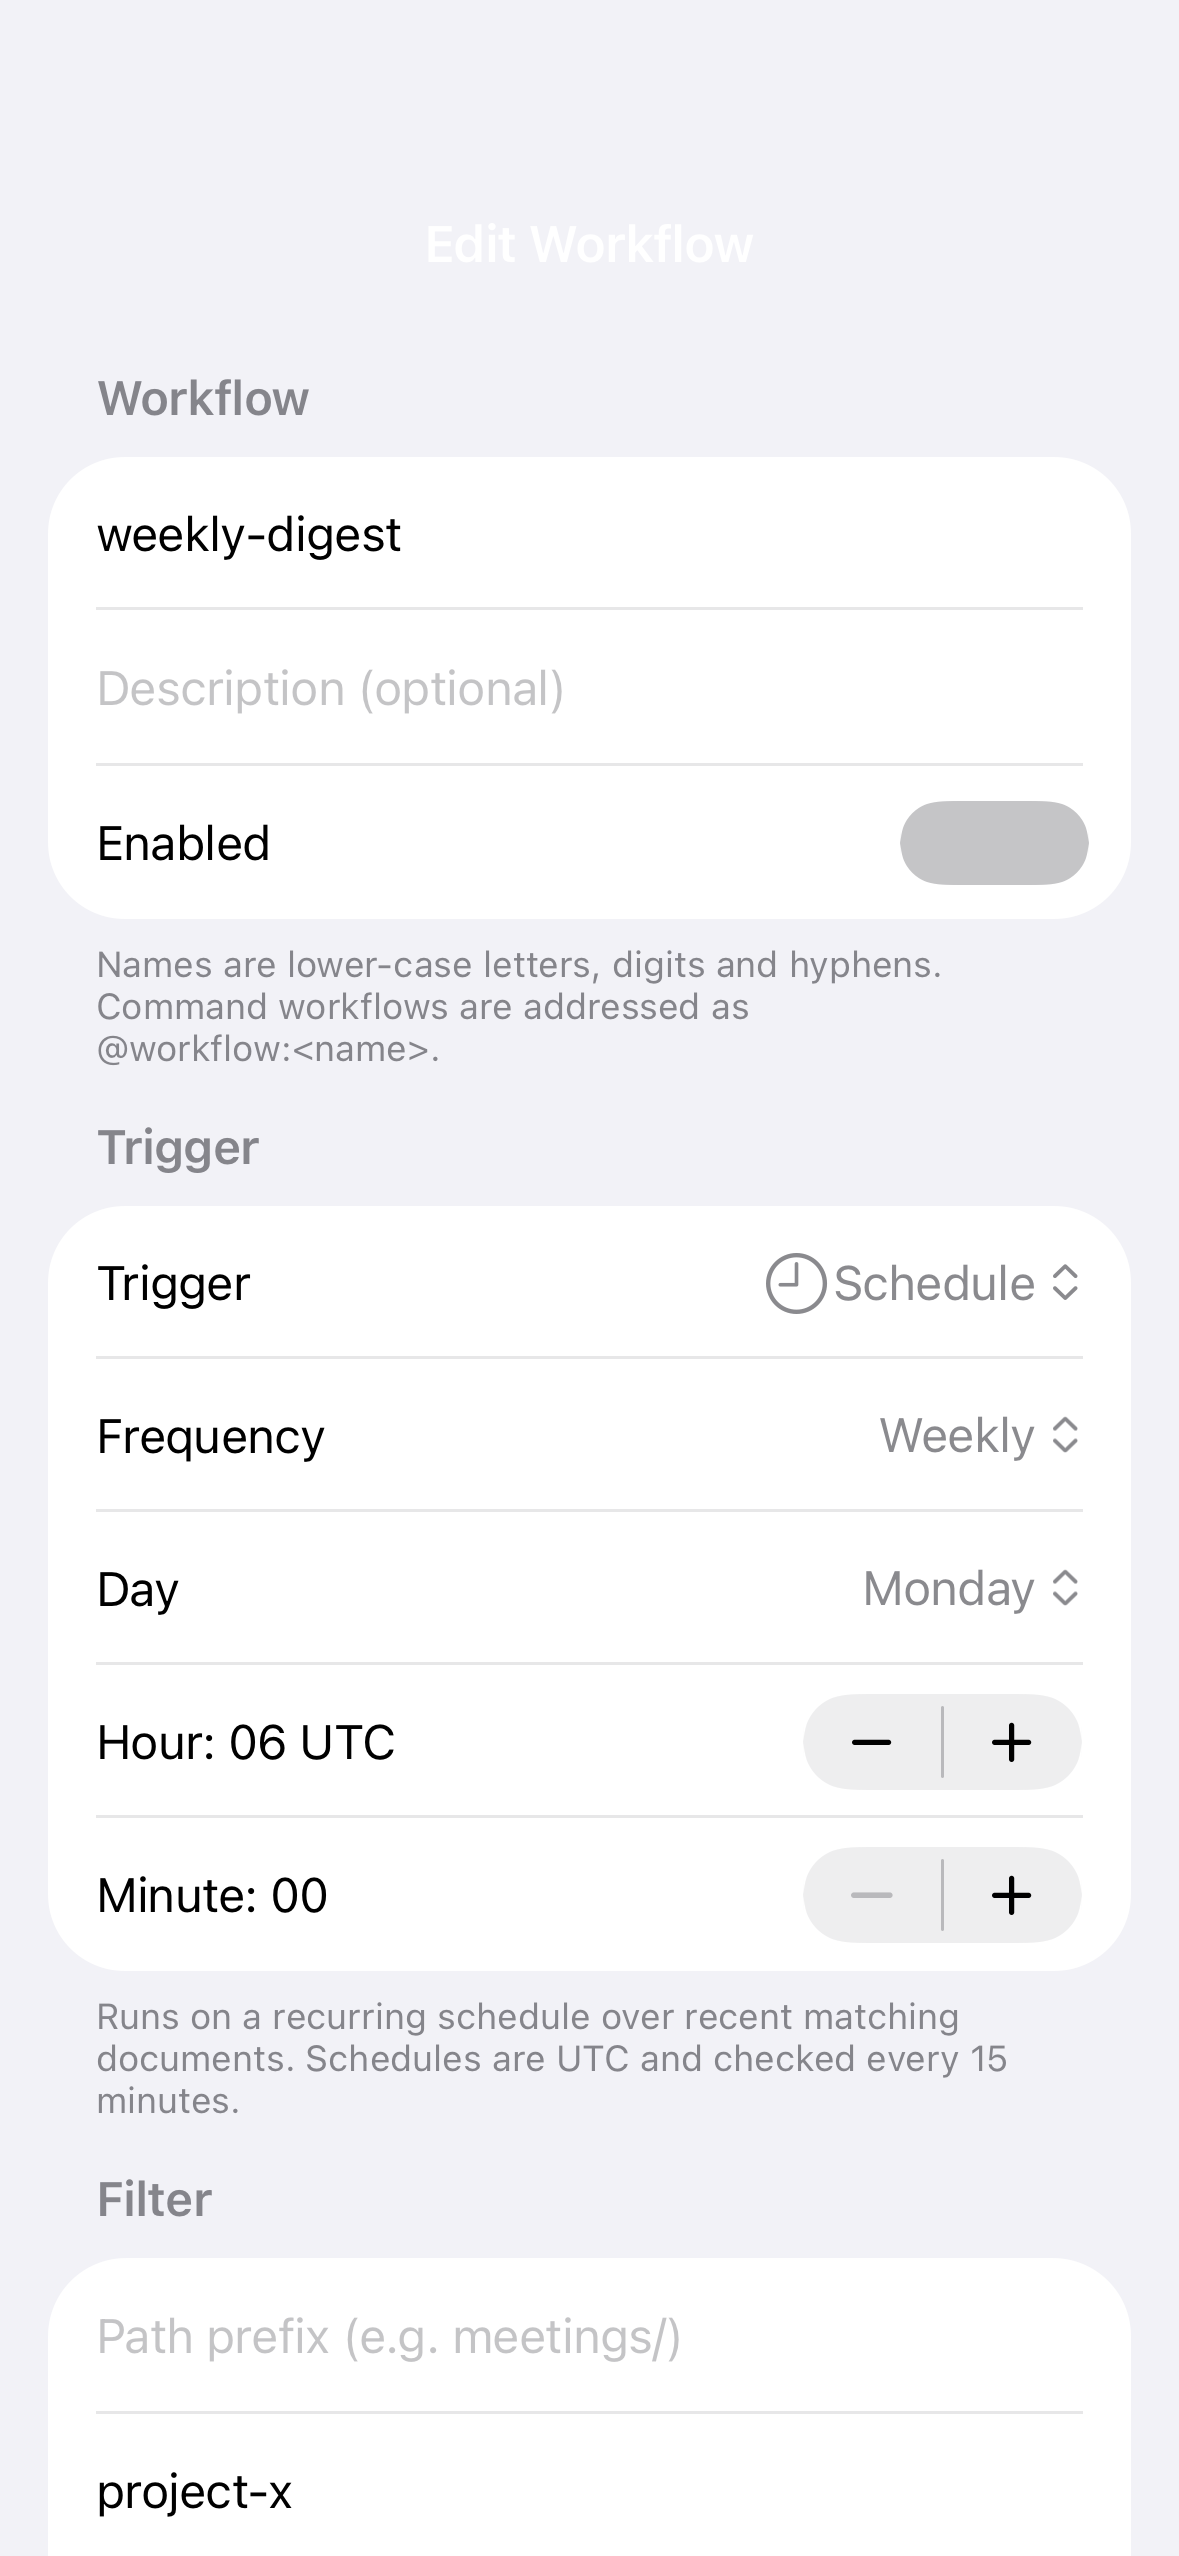 Edit Workflow
Workflow
weekly-digest
Description (optional)
Enabled
Names are lower-case letters, digits and hyphens.
Command workflows are addressed as
@workflow:<name>.
Trigger
Trigger Schedule
Frequency Weekly
Day Monday
Hour: 06 UTC
Minute: 00
Runs on a recurring schedule over recent matching
documents. Schedules are UTC and checked every 15
minutes.
Filter
Path prefix (e.g. meetings/)
project-x